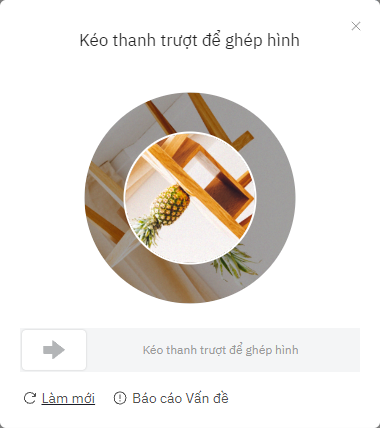 Kéo thanh trượt để ghép hình
Kéo thanh trượt để ghép hình
Làm mới
Báo cáo Vấn đề